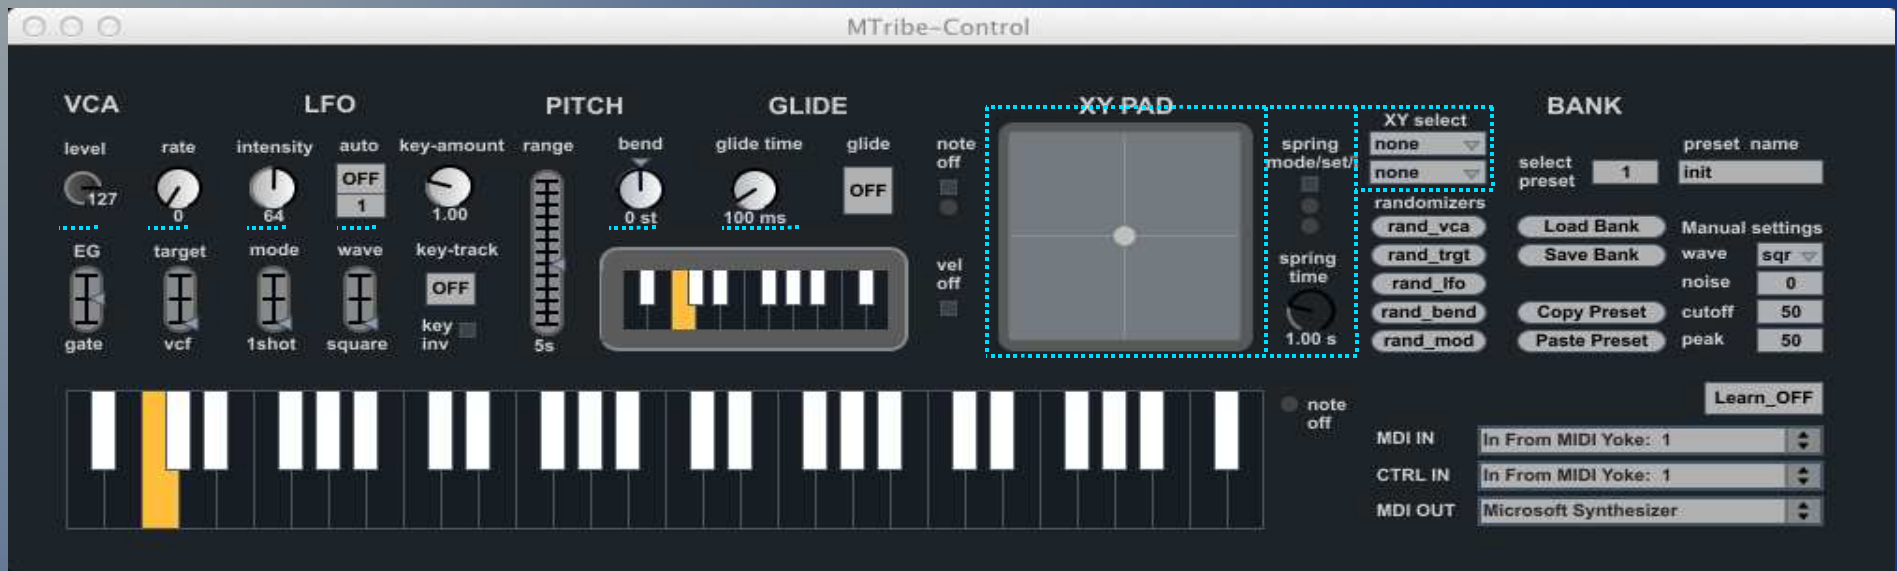 MTribe-Control
VCA
LFO
PITCH
GLIDE
XY PAD
BANK
level
rate
intensity
auto
key-amount
range
bend
glide time
glide
note
off
spring
mode/set/
XY select
none
none
select
preset
1
preset name
init
127
0
64
OFF
1
1.00
0 st
100 ms
OFF
randomizers
rand_vca
rand_trgt
rand_lfo
rand_bend
rand_mod
Load Bank
Save Bank
Copy Preset
Paste Preset
Manual settings
wave
sqr
noise
0
cutoff
50
peak
50
EG
target
mode
wave
key-track
OFF
key
inv
gate
vcf
1shot
square
5s
vel
off
spring
time
1.00 s
note
off
Learn_OFF
MDI IN
In From MIDI Yoke: 1
CTRL IN
In From MIDI Yoke: 1
MDI OUT
Microsoft Synthesizer